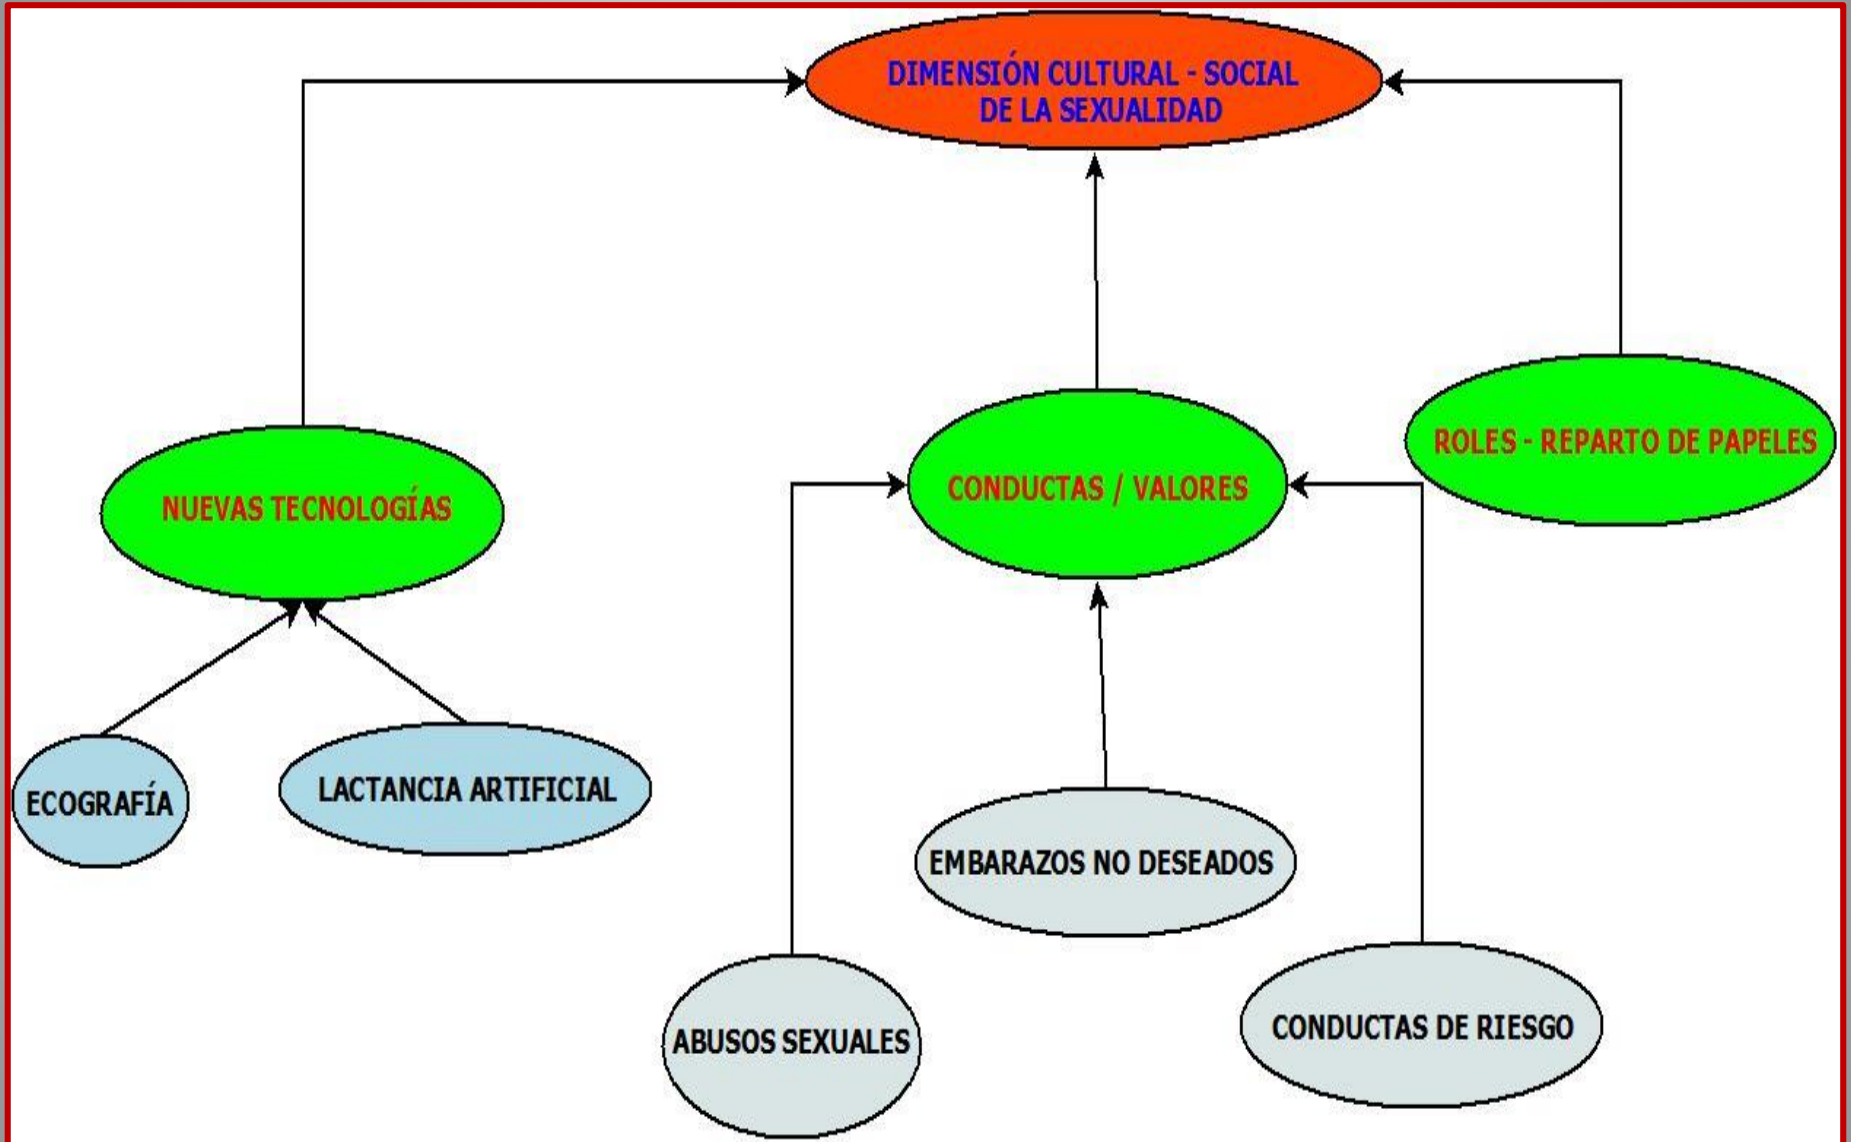 DIMENSIÓN CULTURAL - SOCIAL
DE LA SEXUALIDAD
ROLES - REPARTO DE PAPELES
CONDUCTAS / VALORES
NUEVAS TECNOLOGÍAS
LACTANCIA ARTIFICIAL
ECOGRAFÍA
EMBARAZOS NO DESEADOS
CONDUCTAS DE RIESGO
ABUSOS SEXUALES